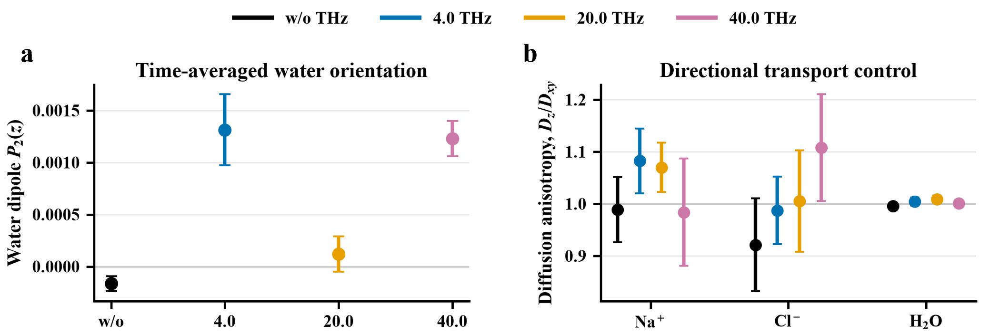 w/o THz 4.0 THz 20.0 THz 40.0 THz
a
Time-averaged water orientation
Water dipole P₂(z)
0.0015
0.0010
0.0005
0.0000
w/o 4.0 20.0 40.0
b
Directional transport control
Diffusion anisotropy, D_z/D_xy
1.2
1.1
1.0
0.9
Na⁺ Cl⁻ H₂O